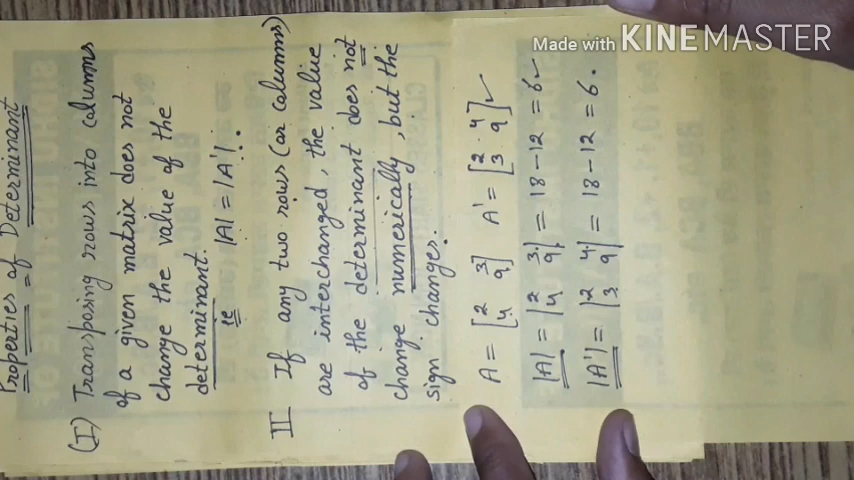 Properties of Determinant
(I) Transposing rows into columns
of a given matrix does not
change the value of the
determinant.
ie |A| = |A'|.
II If any two rows (or columns)
are interchanged, the value
of the determinant does not
change numerically, but the
sign changes.
A = [2 3
4 9] A' = [2 4
3 9] ✓
|A| = |2 3
4 9| = 18 - 12 = 6 ✓
|A'| = |2 4
3 9| = 18 - 12 = 6.
Made with KINEMASTER